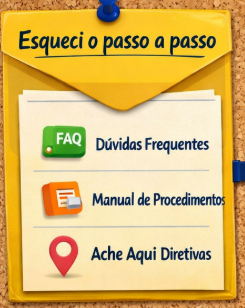 Esqueci o passo a passo
FAQ
Dúvidas Frequentes
Manual de Procedimentos
Ache Aqui Diretivas